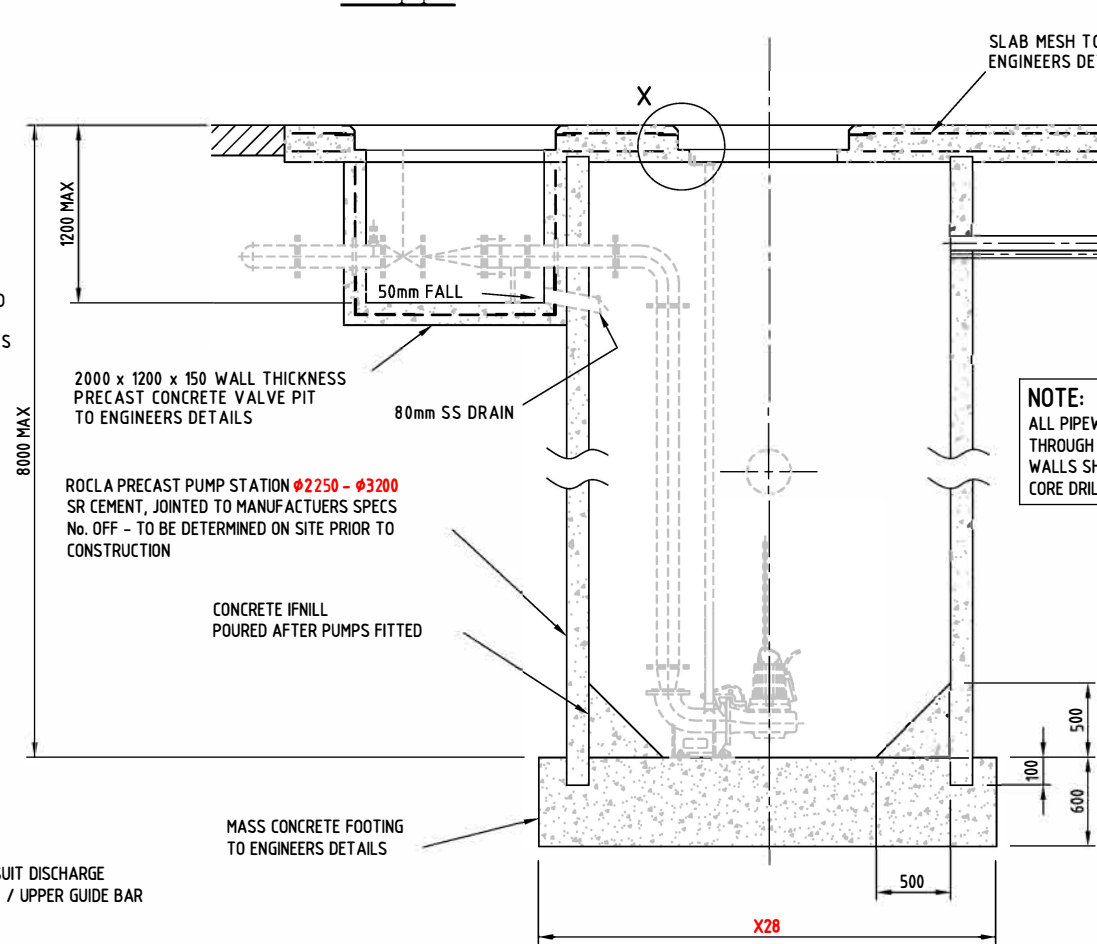 SLAB MESH TO
ENGINEERS DE
X
1200 MAX
8000 MAX
50mm FALL
S
2000 x 1200 x 150 WALL THICKNESS
PRECAST CONCRETE VALVE PIT
TO ENGINEERS DETAILS
80mm SS DRAIN
NOTE:
ALL PIPEW
THROUGH
WALLS SH
CORE DRIL
ROCLA PRECAST PUMP STATION ϕ2250 - ϕ3200
SR CEMENT, JOINTED TO MANUFACTUERS SPECS
No. OFF - TO BE DETERMINED ON SITE PRIOR TO
CONSTRUCTION
CONCRETE IFNILL
POURED AFTER PUMPS FITTED
500
100
600
MASS CONCRETE FOOTING
TO ENGINEERS DETAILS
SUIT DISCHARGE
/ UPPER GUIDE BAR
500
X28